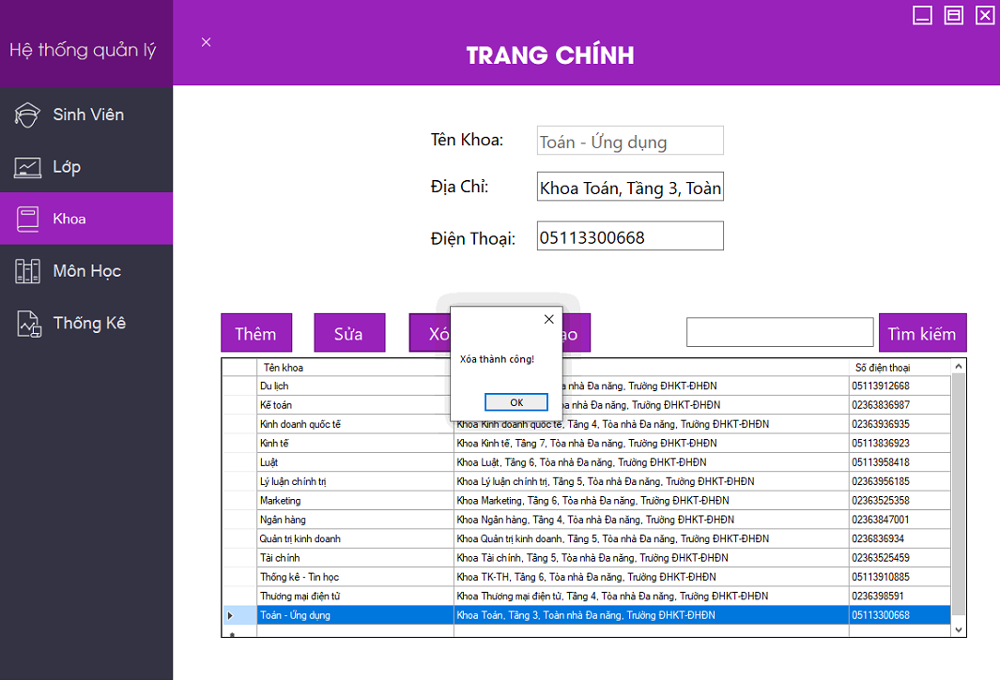 Hệ thống quản lý
TRANG CHÍNH
Sinh Viên
Lớp
Khoa
Môn Học
Thống Kê
Tên Khoa: Toán - Ứng dụng
Địa Chỉ: Khoa Toán, Tầng 3, Toàn
Điện Thoại: 05113300668
Thêm Sửa Xó ạo Tìm kiếm
Xóa thành công!
OK
Tên khoa Số điện thoại
Du lịch a nhà Đa năng, Trường ĐHKT-ĐHĐN 05113912668
Kế toán a nhà Đa năng, Trường ĐHKT-ĐHĐN 02363836987
Kinh doanh quốc tế Khoa Kinh doanh quốc tế, Tầng 4, Tòa nhà Đa năng, Trường ĐHKT-ĐHĐN 02363936935
Kinh tế Khoa Kinh tế, Tầng 7, Tòa nhà Đa năng, Trường ĐHKT-ĐHĐN 05113836923
Luật Khoa Luật, Tầng 6, Tòa nhà Đa năng, Trường ĐHKT-ĐHĐN 05113958418
Lý luận chính trị Khoa Lý luận chính trị, Tầng 5, Tòa nhà Đa năng, Trường ĐHKT-ĐHĐN 02363956185
Marketing Khoa Marketing, Tầng 6, Tòa nhà Đa năng, Trường ĐHKT-ĐHĐN 02363525358
Ngân hàng Khoa Ngân hàng, Tầng 4, Tòa nhà Đa năng, Trường ĐHKT-ĐHĐN 02363847001
Quản trị kinh doanh Khoa Quản trị kinh doanh, Tầng 5, Tòa nhà Đa năng, Trường ĐHKT-ĐHĐN 0236836934
Tài chính Khoa Tài chính, Tầng 5, Tòa nhà Đa năng, Trường ĐHKT-ĐHĐN 02363525459
Thống kê - Tin học Khoa TK-TH, Tầng 6, Tòa nhà Đa năng, Trường ĐHKT-ĐHĐN 05113910885
Thương mại điện tử Khoa Thương mại điện tử, Tầng 4, Tòa nhà Đa năng, Trường ĐHKT-ĐHĐN 0236398591
Toán - Ứng dụng Khoa Toán, Tầng 3, Toàn nhà Đa năng, Trường ĐHKT-ĐHĐN 05113300668